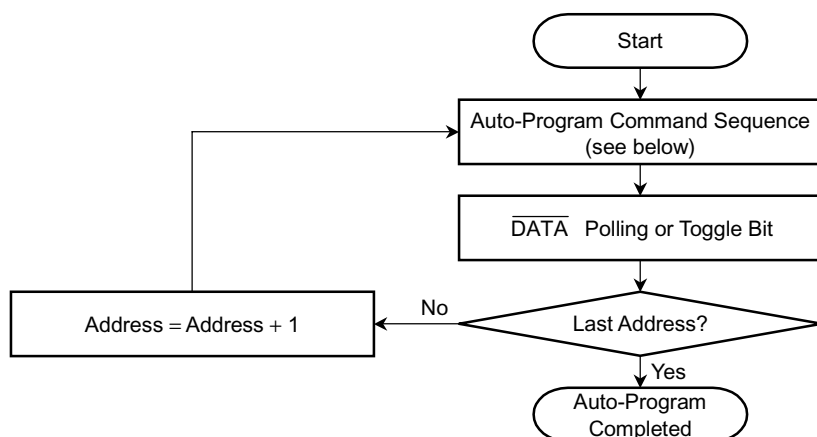 Start
Auto-Program Command Sequence
(see below)
D̅A̅T̅A̅ Polling or Toggle Bit
Address = Address + 1
No
Last Address?
Yes
Auto-Program
Completed